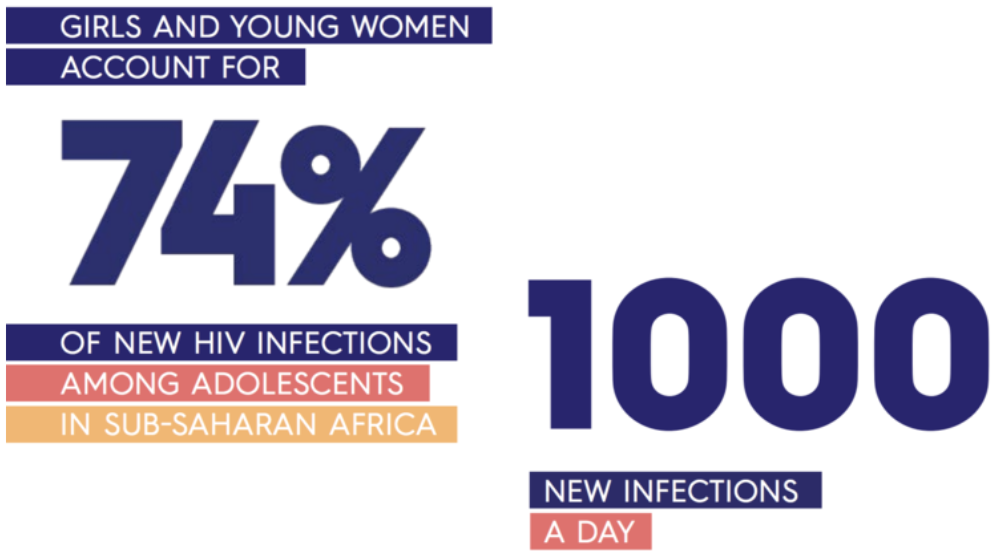 GIRLS AND YOUNG WOMEN
ACCOUNT FOR
74%
OF NEW HIV INFECTIONS
AMONG ADOLESCENTS
IN SUB-SAHARAN AFRICA
1000
NEW INFECTIONS
A DAY